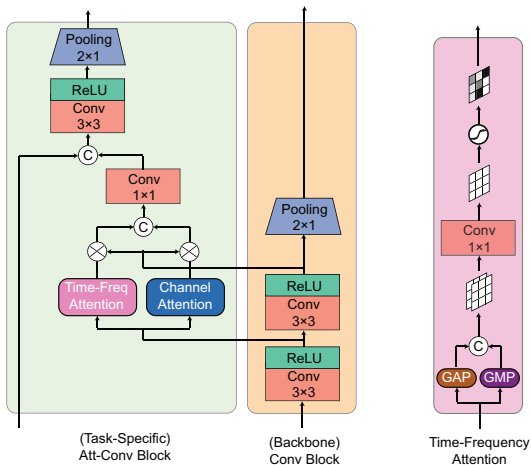 Pooling
2×1
ReLU
Conv
3×3
C
Conv
1×1
C
Time-Freq
Attention
Channel
Attention
(Task-Specific)
Att-Conv Block
Pooling
2×1
ReLU
Conv
3×3
ReLU
Conv
3×3
(Backbone)
Conv Block
Conv
1×1
C
GAP
GMP
Time-Frequency
Attention